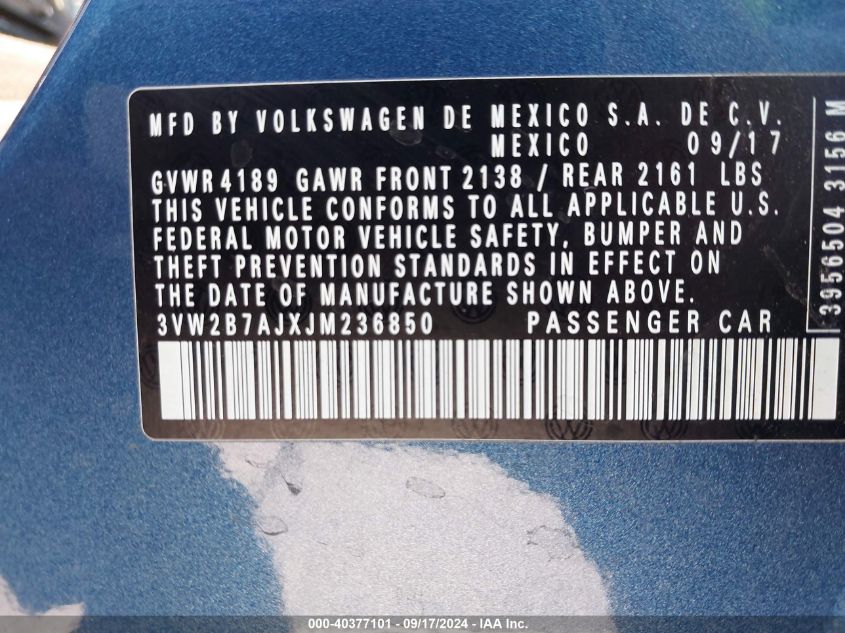 MFD BY VOLKSWAGEN DE MEXICO S.A. DE C.V.
MEXICO 09/17
GVWR 4189 GAWR FRONT 2138 / REAR 2161 LBS
THIS VEHICLE CONFORMS TO ALL APPLICABLE U.S.
FEDERAL MOTOR VEHICLE SAFETY, BUMPER AND
THEFT PREVENTION STANDARDS IN EFFECT ON
THE DATE OF MANUFACTURE SHOWN ABOVE.
3VW2B7AJXJM236850 PASSENGER CAR
3956504 3156 M
000-40377101 - 09/17/2024 - IAA Inc.